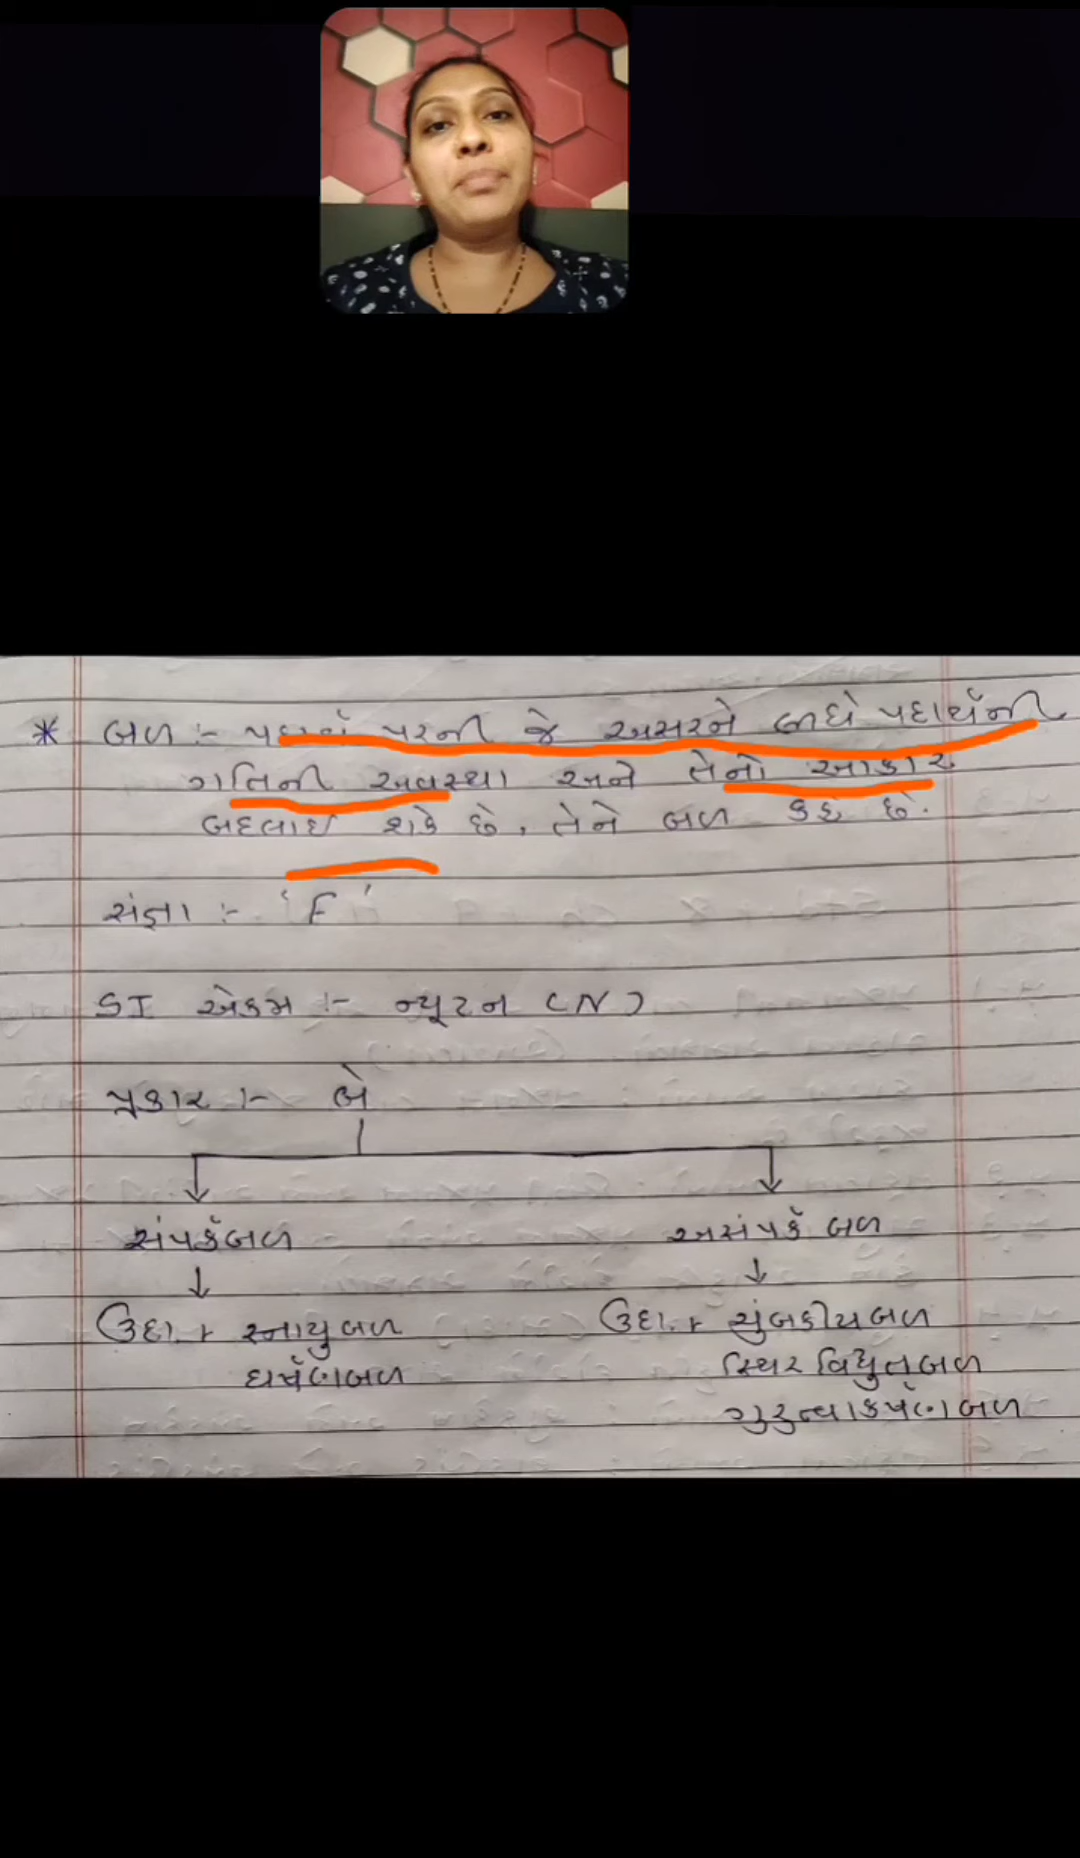 * બળ :- પદાર્થ પરની જે અસરને લીધે પદાર્થની
ગતિની અવસ્થા અને તેનો આકાર
બદલાઇ શકે છે, તેને બળ કહે છે.
સંજ્ઞા :- 'F'
SI એકમ :- ન્યૂટન (N)
પ્રકાર :- બે
સંપર્કબળ અસંપર્ક બળ
ઉદા. સ્નાયુબળ ઉદા. ચુંબકીયબળ
ઘર્ષણબળ સ્થિર વિદ્યુતબળ
ગુરુત્વાકર્ષણબળ